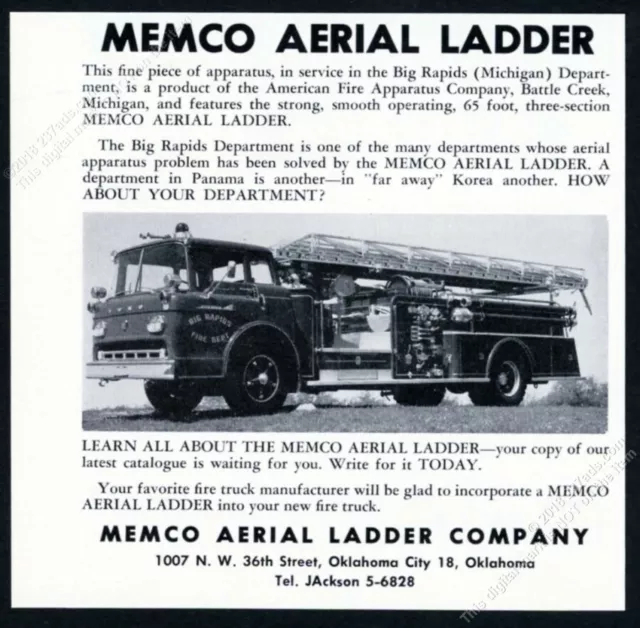 MEMCO AERIAL LADDER
This fine piece of apparatus, in service in the Big Rapids (Michigan) Depart-
ment, is a product of the American Fire Apparatus Company, Battle Creek,
Michigan, and features the strong, smooth operating, 65 foot, three-section
MEMCO AERIAL LADDER.
The Big Rapids Department is one of the many departments whose aerial
apparatus problem has been solved by the MEMCO AERIAL LADDER. A
department in Panama is another—in "far away" Korea another. HOW
ABOUT YOUR DEPARTMENT?
BIG RAPIDS
FIRE DEPT.
LEARN ALL ABOUT THE MEMCO AERIAL LADDER—your copy of our
latest catalogue is waiting for you. Write for it TODAY.
Your favorite fire truck manufacturer will be glad to incorporate a MEMCO
AERIAL LADDER into your new fire truck.
MEMCO AERIAL LADDER COMPANY
1007 N. W. 36th Street, Oklahoma City 18, Oklahoma
Tel. JAckson 5-6828
©2018 237ads.com
©2018 237ads.com